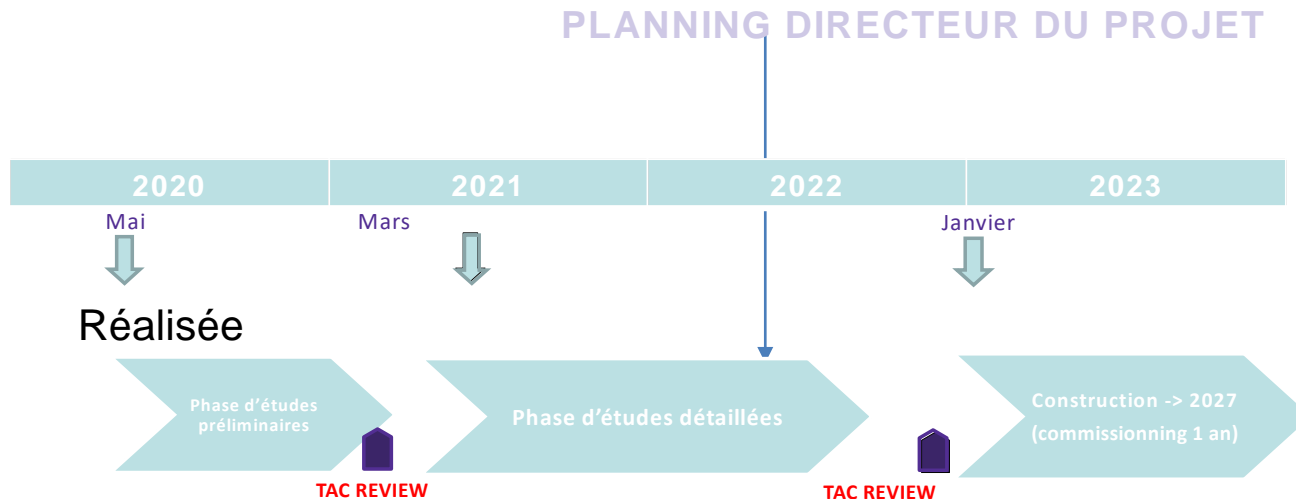 PLANNING DIRECTEUR DU PROJET
2020 2021 2022 2023
Mai Mars Janvier
Réalisée
Phase d'études
préliminaires
Phase d'études détaillées
Construction -> 2027
(commissionning 1 an)
TAC REVIEW TAC REVIEW